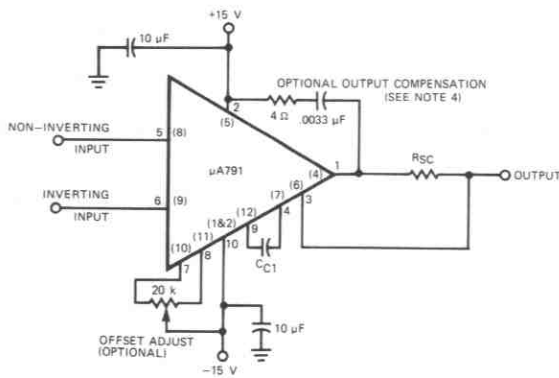 +15 V
10 μF
OPTIONAL OUTPUT COMPENSATION
(SEE NOTE 4)
2
(5)
4 Ω
.0033 μF
NON-INVERTING
INPUT
5
(8)
μA791
(4)
1
RSC
OUTPUT
INVERTING
INPUT
6
(9)
(7)
4
(6)
3
(12)
9
CC1
(1&2)
10
(11)
8
(10)
7
20 k
OFFSET ADJUST
(OPTIONAL)
10 μF
−15 V